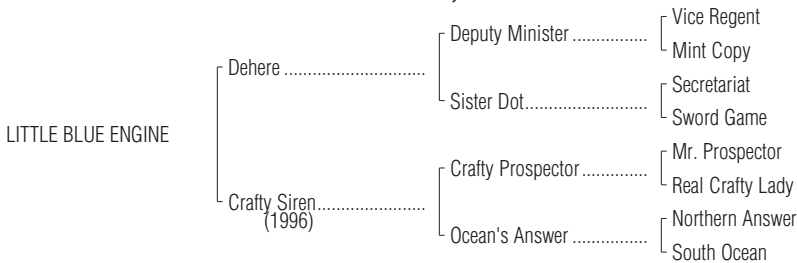 Vice Regent
Deputy Minister ................
Mint Copy
Dehere .............................
Secretariat
Sister Dot..........................
Sword Game
LITTLE BLUE ENGINE
Mr. Prospector
Crafty Prospector..............
Real Crafty Lady
Crafty Siren.......................
(1996)
Northern Answer
Ocean's Answer ................
South Ocean